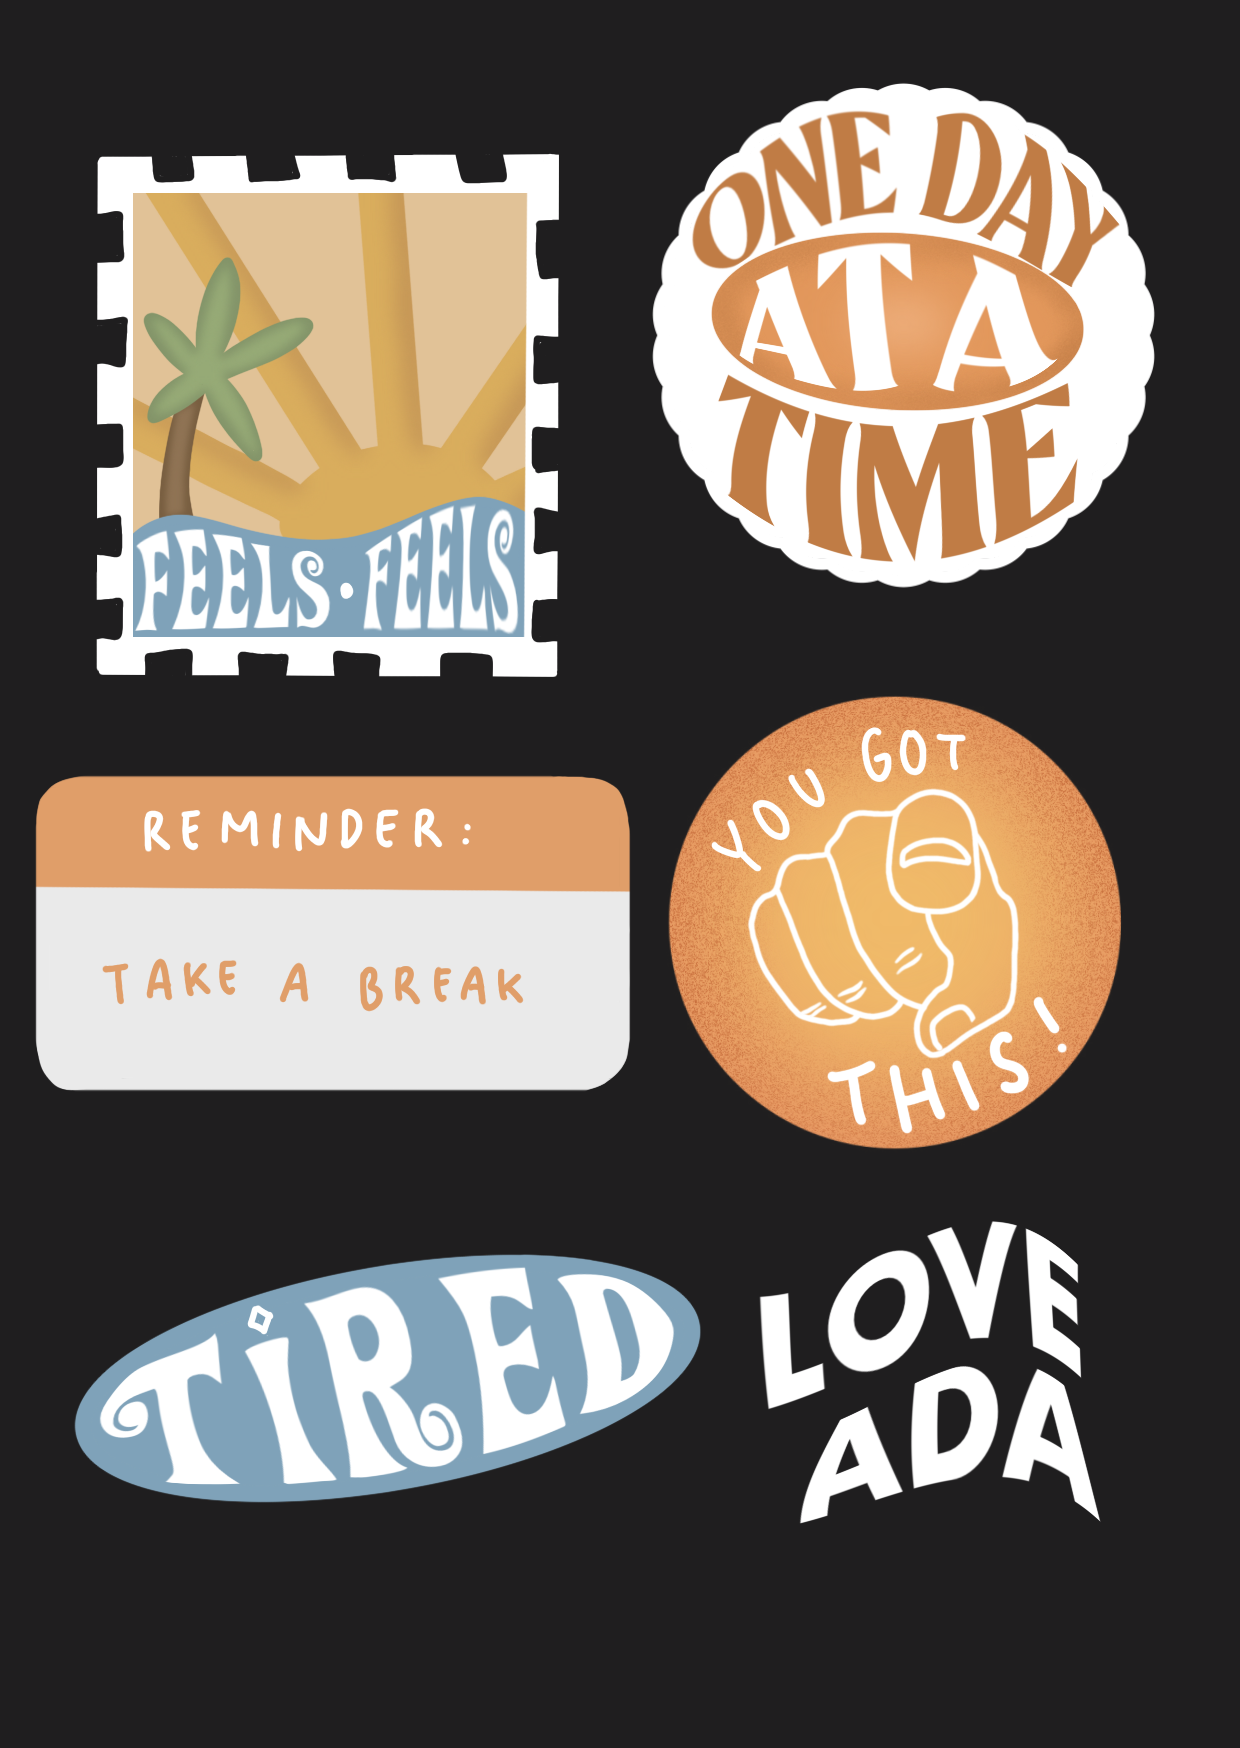 FEELS·FEELS
ONE DAY
AT A
TIME
REMINDER:
TAKE A BREAK
YOU GOT
THIS!
TiRED
LOVE
ADA